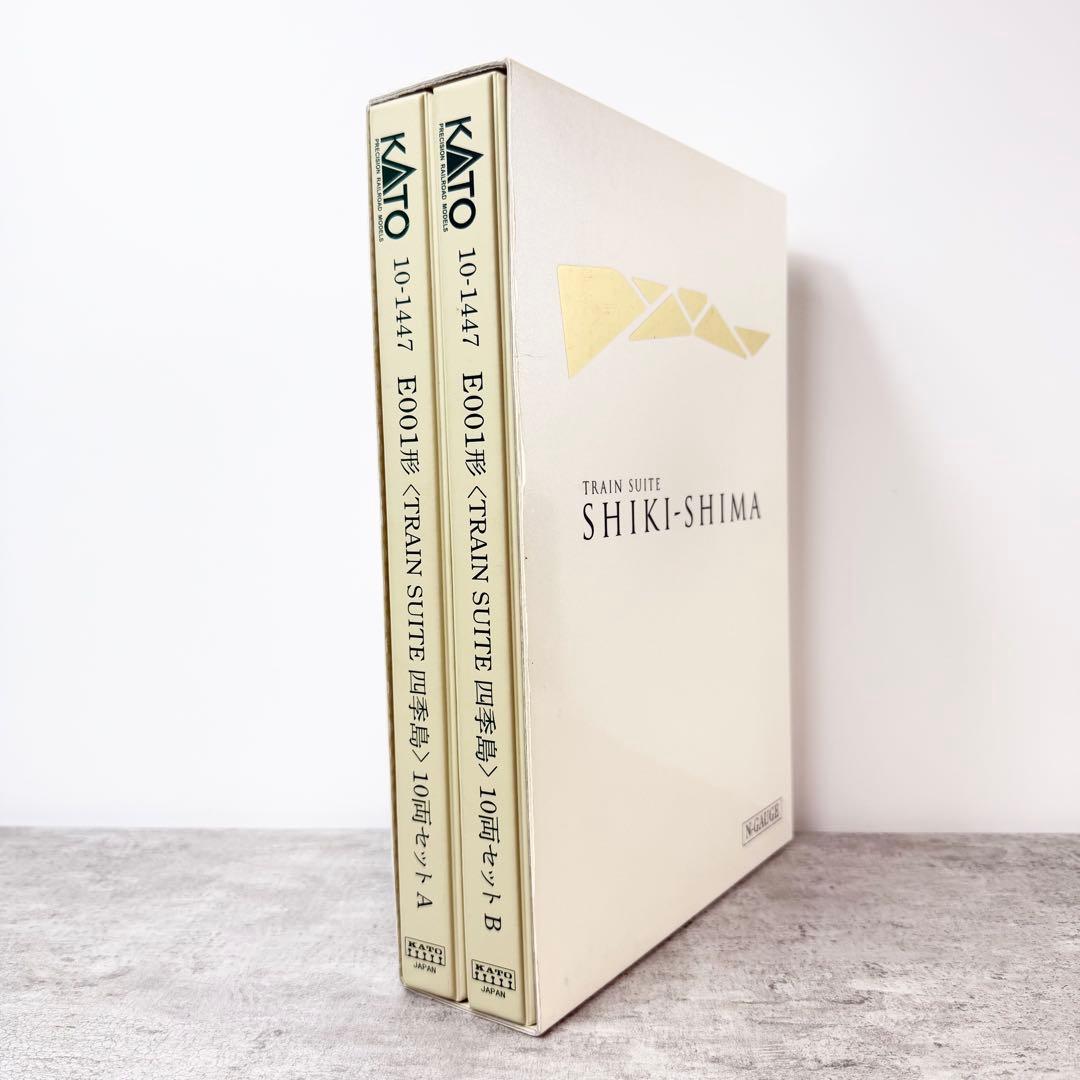 KATO
PRECISION RAILROAD MODELS
10-1447 E001形〈TRAIN SUITE 四季島〉10両セット A
KATO
JAPAN
KATO
PRECISION RAILROAD MODELS
10-1447 E001形〈TRAIN SUITE 四季島〉10両セット B
KATO
JAPAN
TRAIN SUITE
SHIKI-SHIMA
N-GAUGE